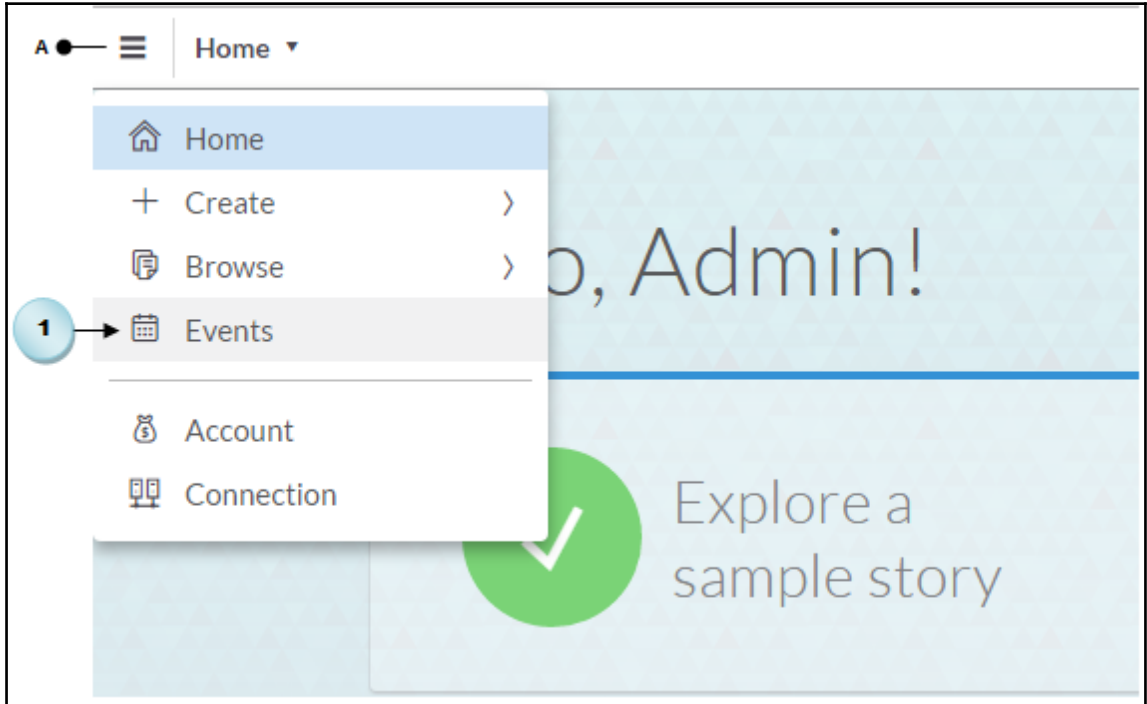 A
Home
Home
Create
Browse
o, Admin!
1
Events
Account
Connection
Explore a
sample story